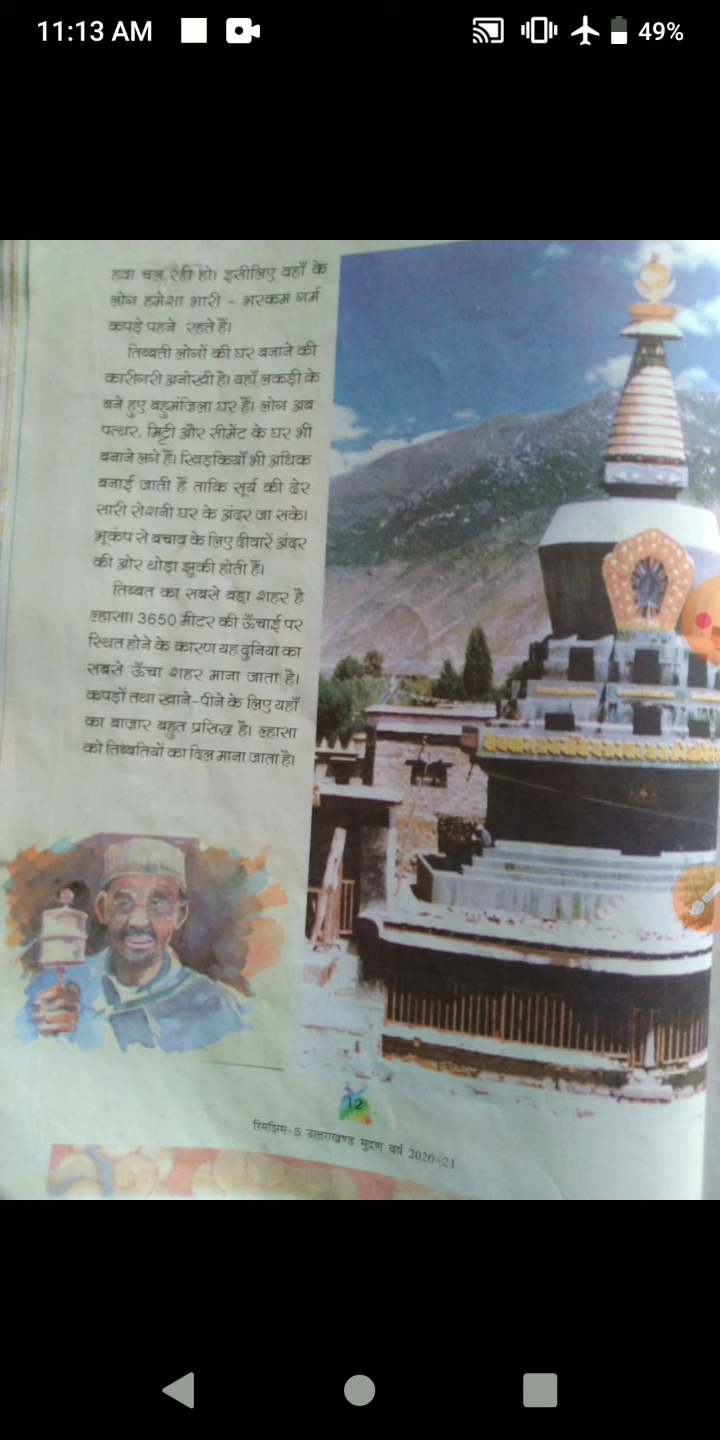 11:13 AM
49%
हवा चल रही हो। इसीलिए वहाँ के
लोग हमेशा भारी - भरकम गर्म
कपड़े पहने रहते हैं।
तिब्बती लोगों की घर बनाने की
कारीगरी अनोखी है। यहाँ लकड़ी के
बने हुए बहुमंज़िला घर हैं। लोग अब
पत्थर, मिट्टी और सीमेंट के घर भी
बनाने लगे हैं। खिड़कियाँ भी अधिक
बनाई जाती हैं ताकि सूर्य की ढेर
सारी रोशनी घर के अंदर जा सके।
भूकंप से बचाव के लिए दीवारें अंदर
की ओर थोड़ा झुकी होती हैं।
तिब्बत का सबसे बड़ा शहर है
ल्हासा। 3650 मीटर की ऊँचाई पर
स्थित होने के कारण यह दुनिया का
सबसे ऊँचा शहर माना जाता है।
कपड़ों तथा खाने-पीने के लिए यहाँ
का बाज़ार बहुत प्रसिद्ध है। ल्हासा
को तिब्बतियों का दिल माना जाता है।
12
रिमझिम-5 उत्तराखण्ड मुद्रण वर्ष 2020-21